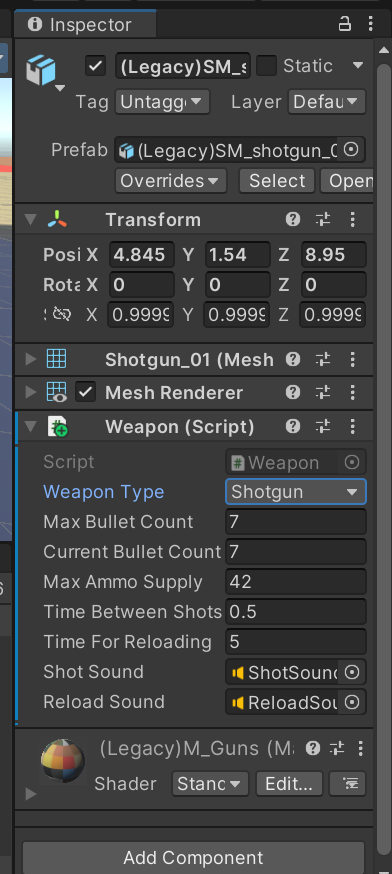 Inspector
(Legacy)SM_s Static
Tag Untagge Layer Defau
Prefab (Legacy)SM_shotgun_0
Overrides Select Open
Transform
Posi X 4.845 Y 1.54 Z 8.95
Rota X 0 Y 0 Z 0
X 0.9999 Y 0.9999 Z 0.9999
Shotgun_01 (Mesh
Mesh Renderer
Weapon (Script)
Script Weapon
Weapon Type Shotgun
Max Bullet Count 7
Current Bullet Count 7
Max Ammo Supply 42
Time Between Shots 0.5
Time For Reloading 5
Shot Sound ShotSound
Reload Sound ReloadSou
(Legacy)M_Guns (Ma
Shader Stand Edit...
Add Component